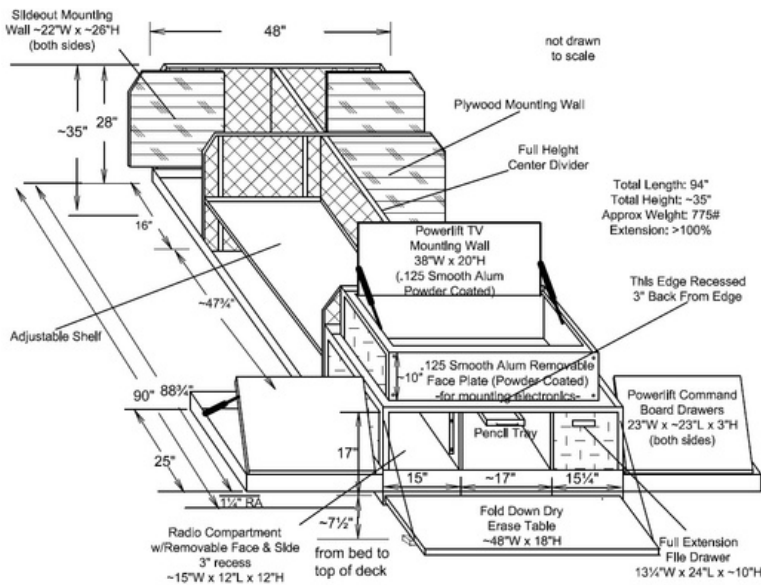 Slideout Mounting
Wall ~22"W x ~26"H
(both sides)
48"
not drawn
to scale
~35"
28"
Plywood Mounting Wall
Full Height
Center Divider
Total Length: 94"
Total Height: ~35"
Approx Weight: 775#
Extension: >100%
16"
Powerlift TV
Mounting Wall
38"W x 20"H
(.125 Smooth Alum
Powder Coated)
This Edge Recessed
3" Back From Edge
~47¾"
Adjustable Shelf
~10"
.125 Smooth Alum Removable
Face Plate (Powder Coated)
-for mounting electronics-
Powerlift Command
Board Drawers
23"W x ~23"L x 3"H
(both sides)
90"
88¾"
Pencil Tray
17"
25"
15"
~17"
15¼"
1¼" RA
~7½"
from bed to
top of deck
Fold Down Dry
Erase Table
~48"W x 18"H
Radio Compartment
w/Removable Face & Side
3" recess
~15"W x 12"L x 12"H
Full Extension
File Drawer
13¼"W x 24"L x ~10"H